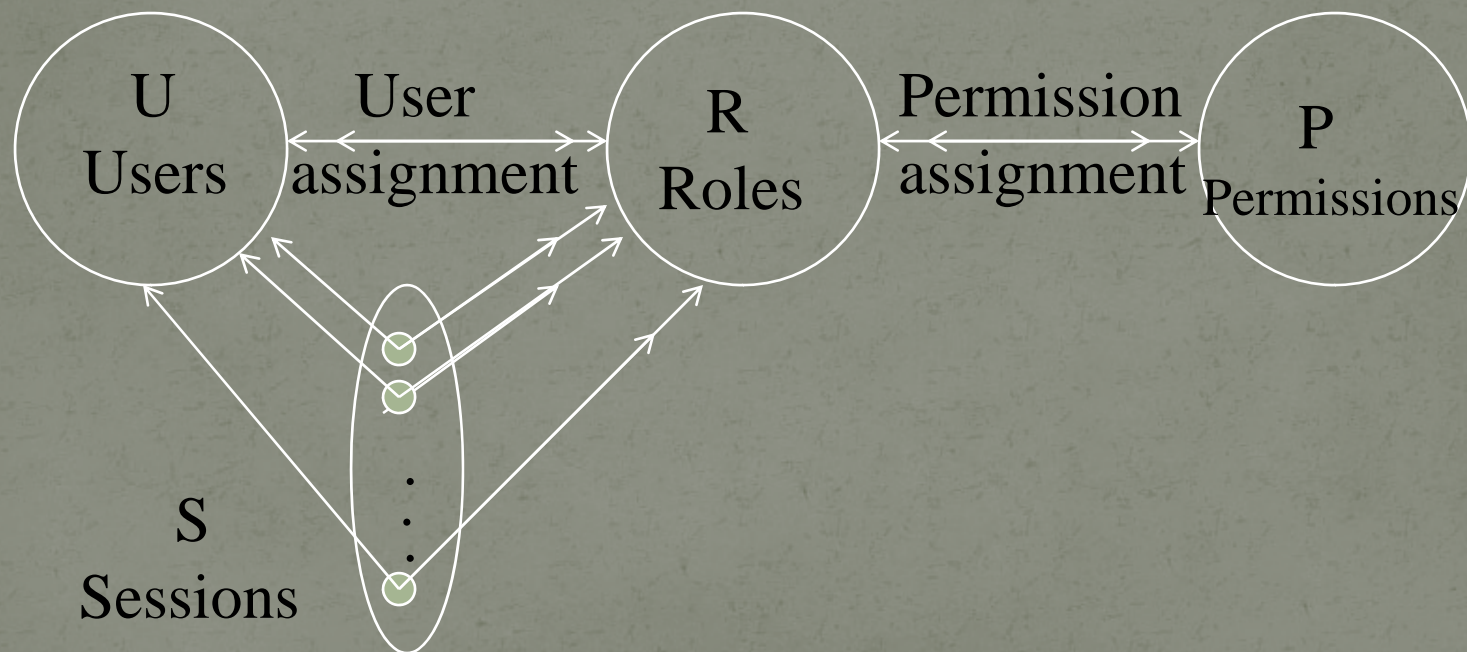 U
Users
User
assignment
R
Roles
Permission
assignment
P
Permissions
.
.
.
S
Sessions